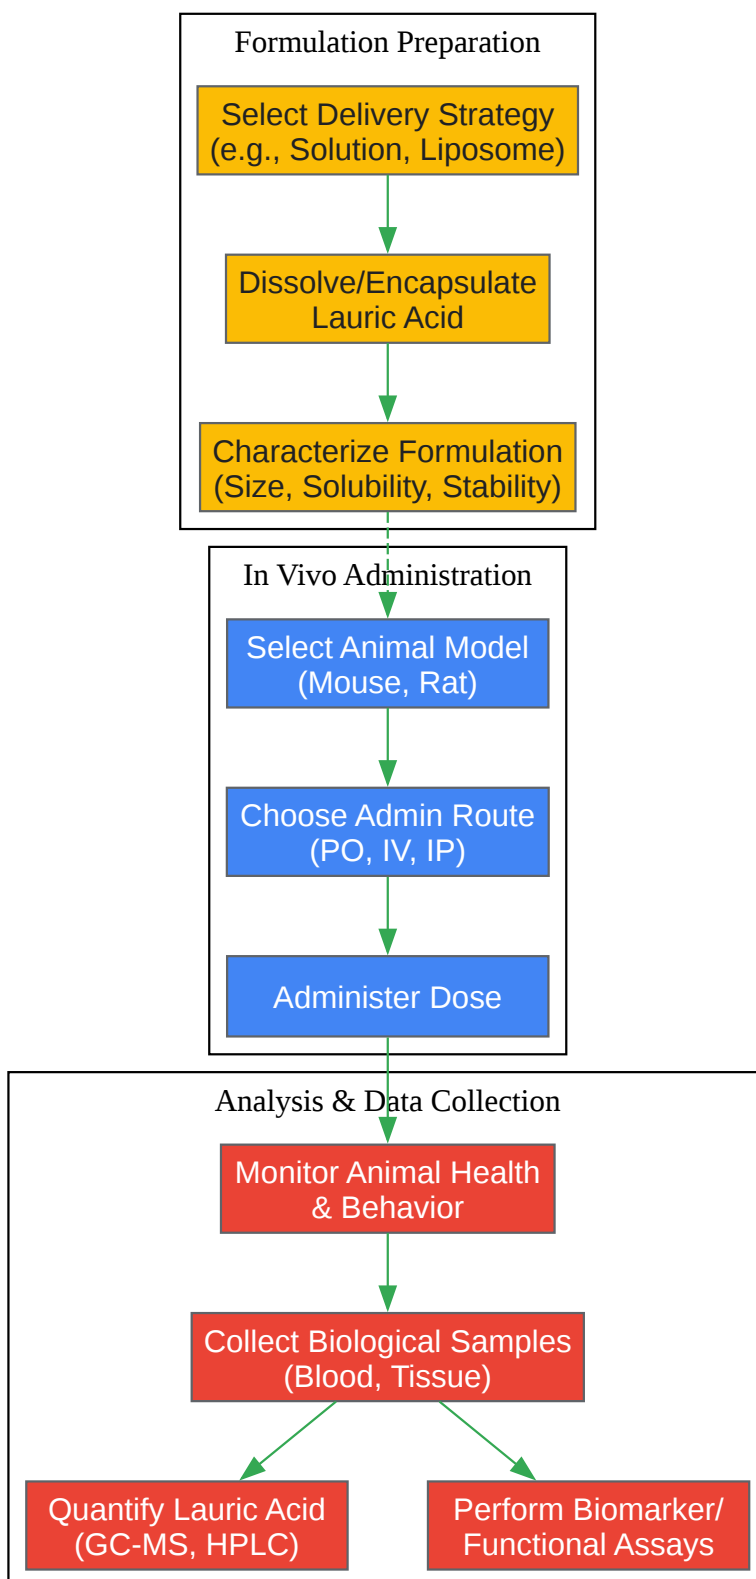 Formulation Preparation
Select Delivery Strategy
(e.g., Solution, Liposome)
Dissolve/Encapsulate
Lauric Acid
Characterize Formulation
(Size, Solubility, Stability)
In Vivo Administration
Select Animal Model
(Mouse, Rat)
Choose Admin Route
(PO, IV, IP)
Administer Dose
Analysis & Data Collection
Monitor Animal Health
& Behavior
Collect Biological Samples
(Blood, Tissue)
Quantify Lauric Acid
(GC-MS, HPLC)
Perform Biomarker/
Functional Assays